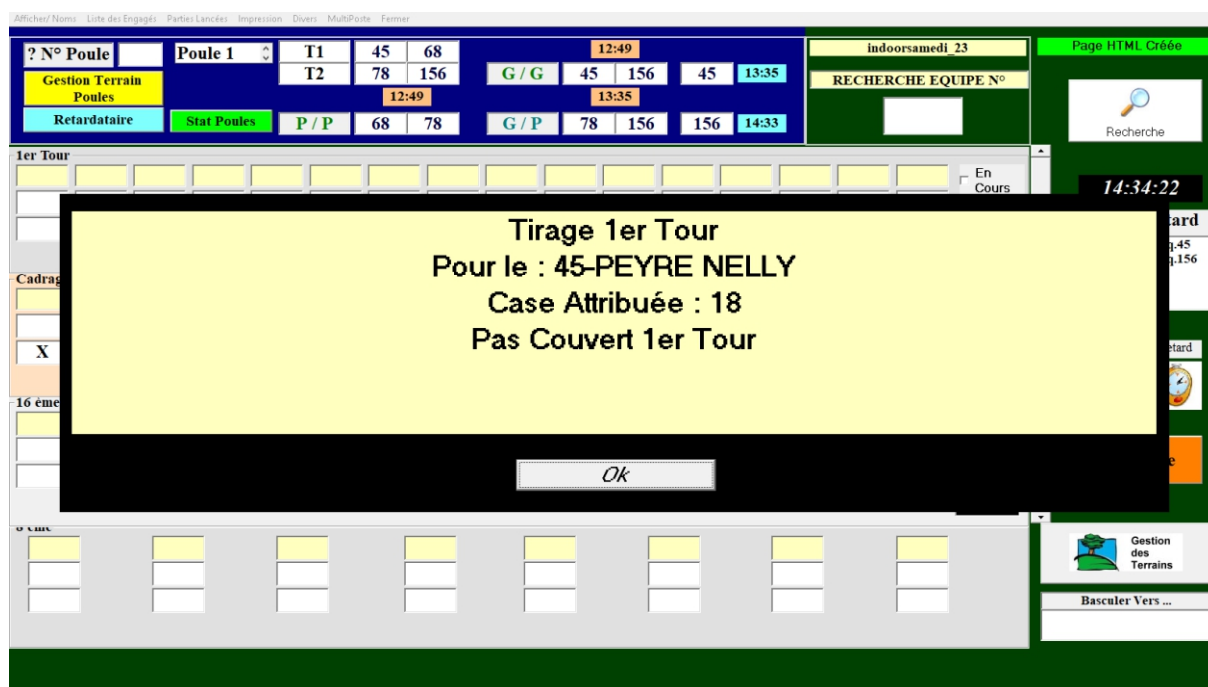 Afficher/ Noms Liste des Engagés Parties Lancées Impression Divers MultiPoste Fermer
? N° Poule Poule 1 T1 45 68 12:49 indoorsamedi_23 Page HTML Créée
T2 78 156 G / G 45 156 45 13:35
Gestion Terrain
Poules
RECHERCHE EQUIPE N°
12:49 13:35
Retardataire Stat Poules P / P 68 78 G / P 78 156 156 14:33
Recherche
1er Tour
En
Cours
14:34:22
Tirage 1er Tour
Pour le : 45-PEYRE NELLY
Case Attribuée : 18
Pas Couvert 1er Tour
Ok
X
16 éme
Gestion
des
Terrains
Basculer Vers ...